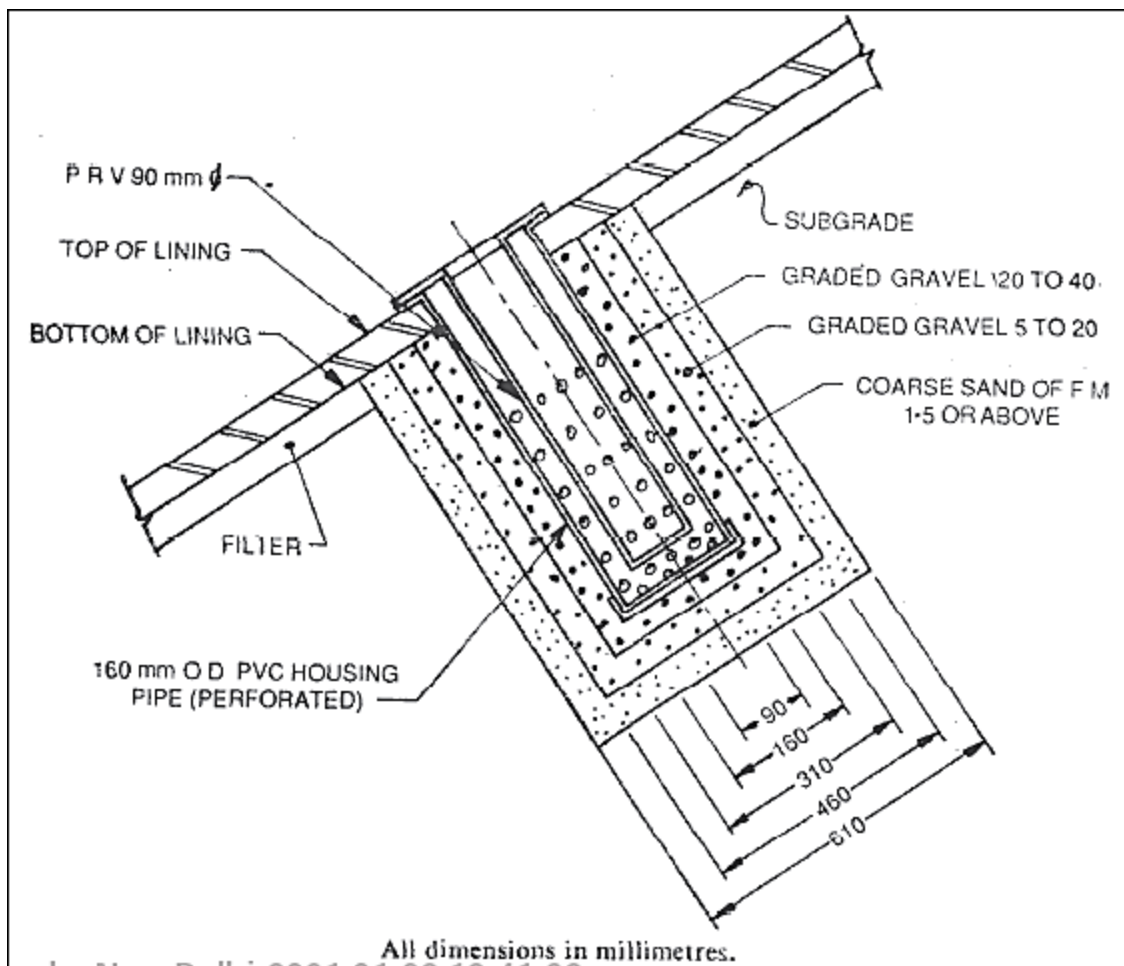 P R V 90 mm ϕ
TOP OF LINING
BOTTOM OF LINING
FILTER
160 mm O D PVC HOUSING
PIPE (PERFORATED)
SUBGRADE
GRADED GRAVEL 20 TO 40
GRADED GRAVEL 5 TO 20
COARSE SAND OF F M
1·5 OR ABOVE
90
160
310
460
610
All dimensions in millimetres.